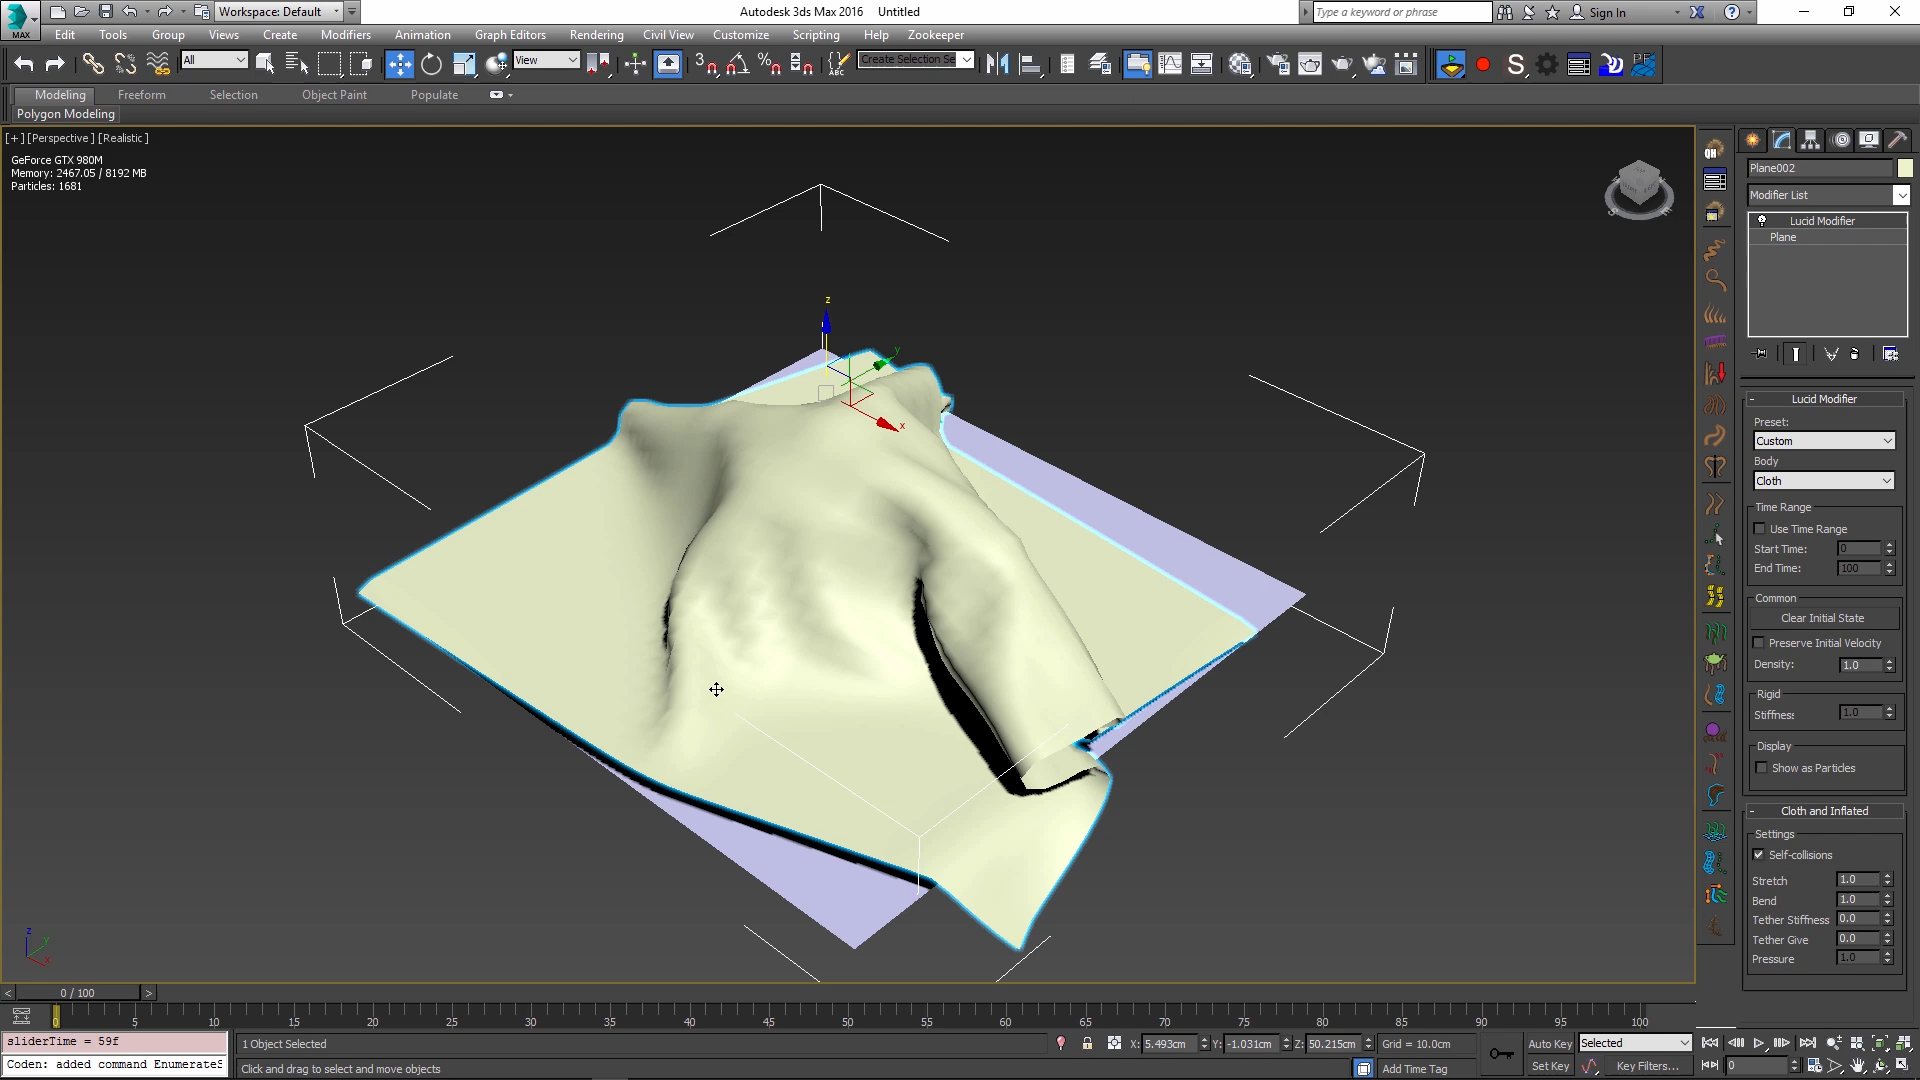 Workspace: Default
Autodesk 3ds Max 2016 Untitled
Type a keyword or phrase
Sign In
MAX
Edit Tools Group Views Create Modifiers Animation Graph Editors Rendering Civil View Customize Scripting Help Zookeeper
All
View
3
ABC
Create Selection Se
S
PF
Modeling Freeform Selection Object Paint Populate
Polygon Modeling
[+] [Perspective] [Realistic]
GeForce GTX 980M
Memory: 2467.05 / 8192 MB
Particles: 1681
z
y
x
QH
Plane002
Modifier List
Lucid Modifier
Plane
- Lucid Modifier
Preset:
Custom
Body
Cloth
Time Range
Use Time Range
Start Time: 0
End Time: 100
Common
Clear Initial State
Preserve Initial Velocity
Density: 1.0
Rigid
Stiffness: 1.0
Display
Show as Particles
- Cloth and Inflated
Settings
Self-collisions
Stretch 1.0
Bend 1.0
Tether Stiffness 0.0
Tether Give 0.0
Pressure 1.0
z
y
x
< 0 / 100 >
0 5 10 15 20 25 30 35 40 45 50 55 60 65 70 75 80 85 90 95 100
sliderTime = 59f
Coden: added command EnumerateS
1 Object Selected
Click and drag to select and move objects
X: 5.493cm Y: -1.031cm Z: 50.215cm
Grid = 10.0cm
Add Time Tag
Auto Key Selected
Set Key Key Filters...
0